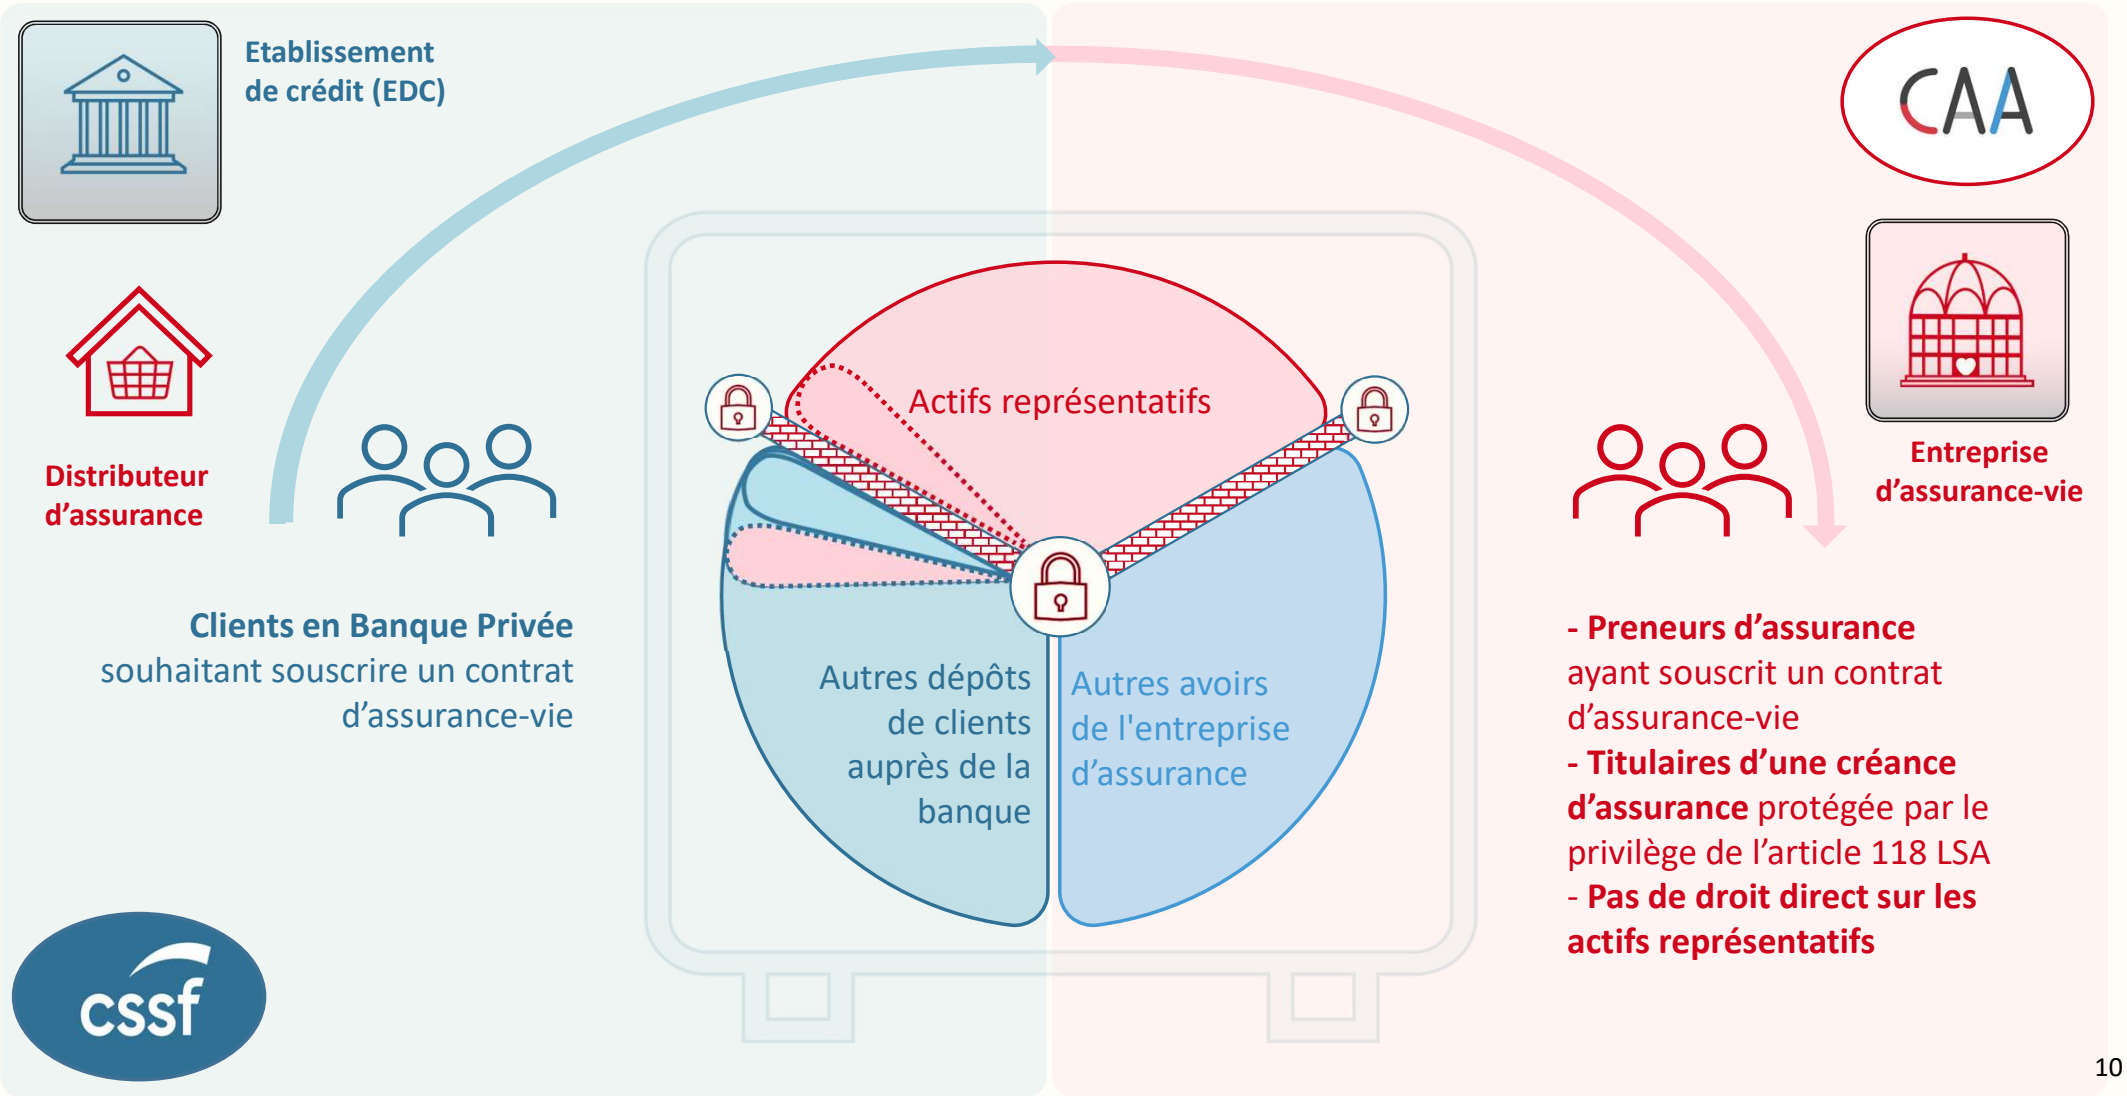 Etablissement
de crédit (EDC)
CAA
Distributeur
d’assurance
Entreprise
d’assurance-vie
Actifs représentatifs
Clients en Banque Privée
souhaitant souscrire un contrat
d’assurance-vie
Autres dépôts
de clients
auprès de la
banque
Autres avoirs
de l'entreprise
d’assurance
- Preneurs d’assurance
ayant souscrit un contrat
d’assurance-vie
- Titulaires d’une créance
d’assurance protégée par le
privilège de l’article 118 LSA
- Pas de droit direct sur les
actifs représentatifs
cssf
10